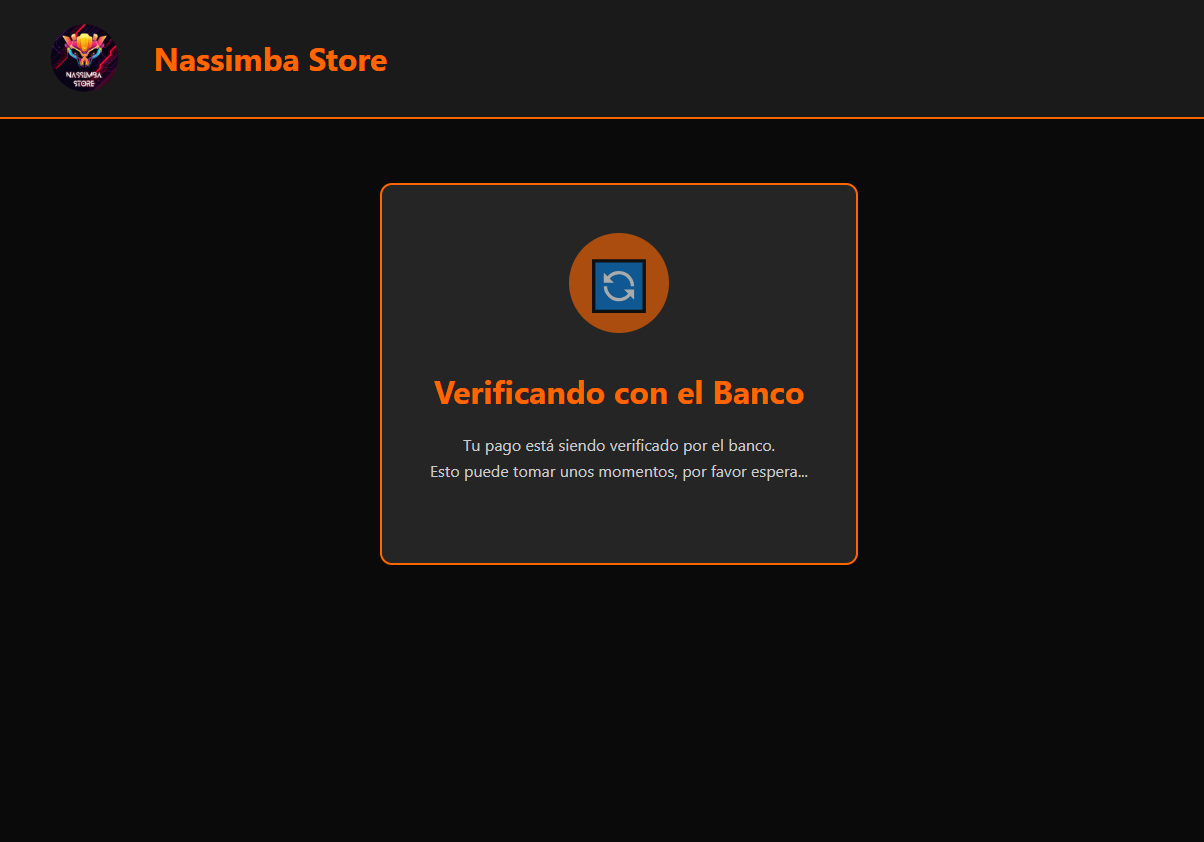 NASSIMBA
STORE
Nassimba Store
Verificando con el Banco
Tu pago está siendo verificado por el banco.
Esto puede tomar unos momentos, por favor espera...